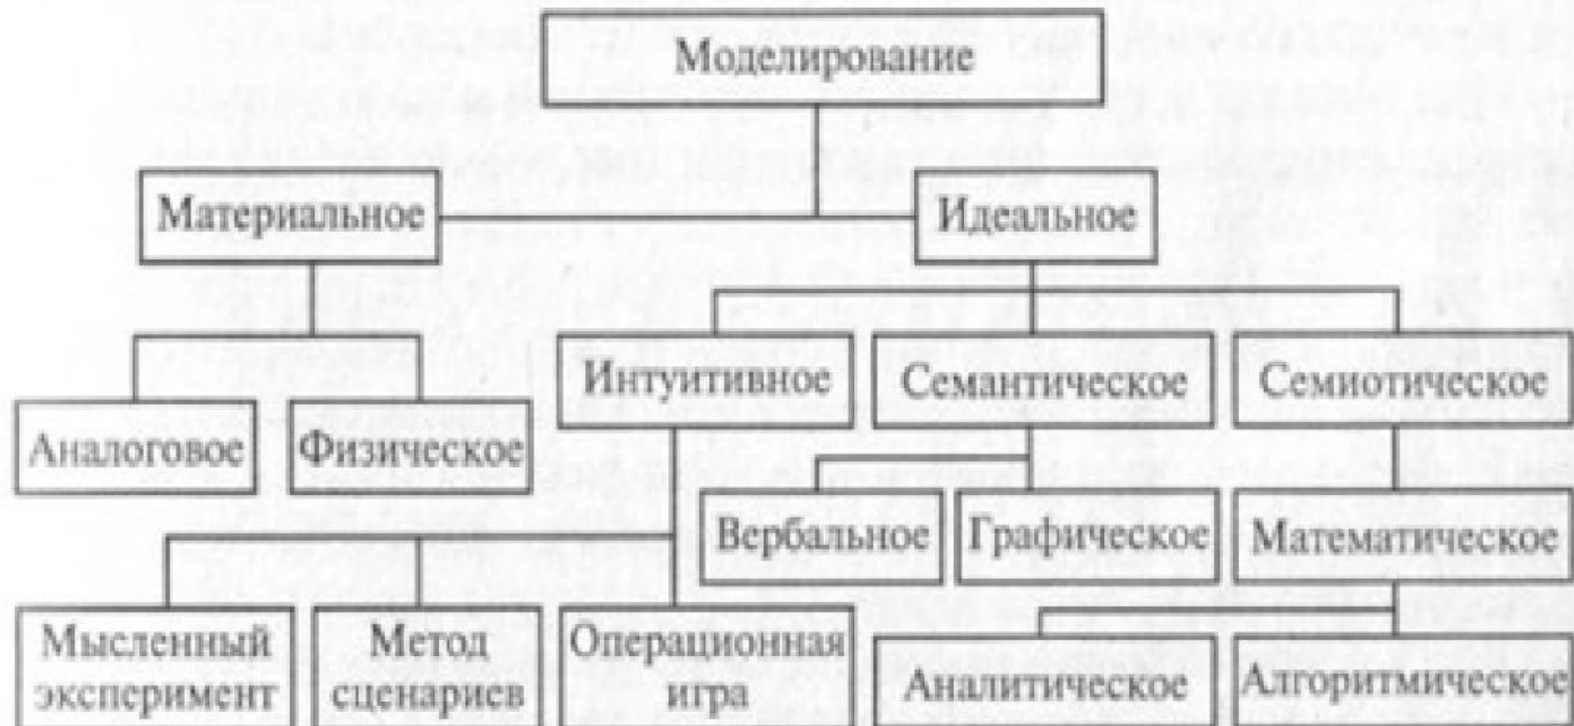 Моделирование
Материальное
Идеальное
Интуитивное
Семантическое
Семиотическое
Аналоговое
Физическое
Вербальное
Графическое
Математическое
Мысленный
эксперимент
Метод
сценариев
Операционная
игра
Аналитическое
Алгоритмическое